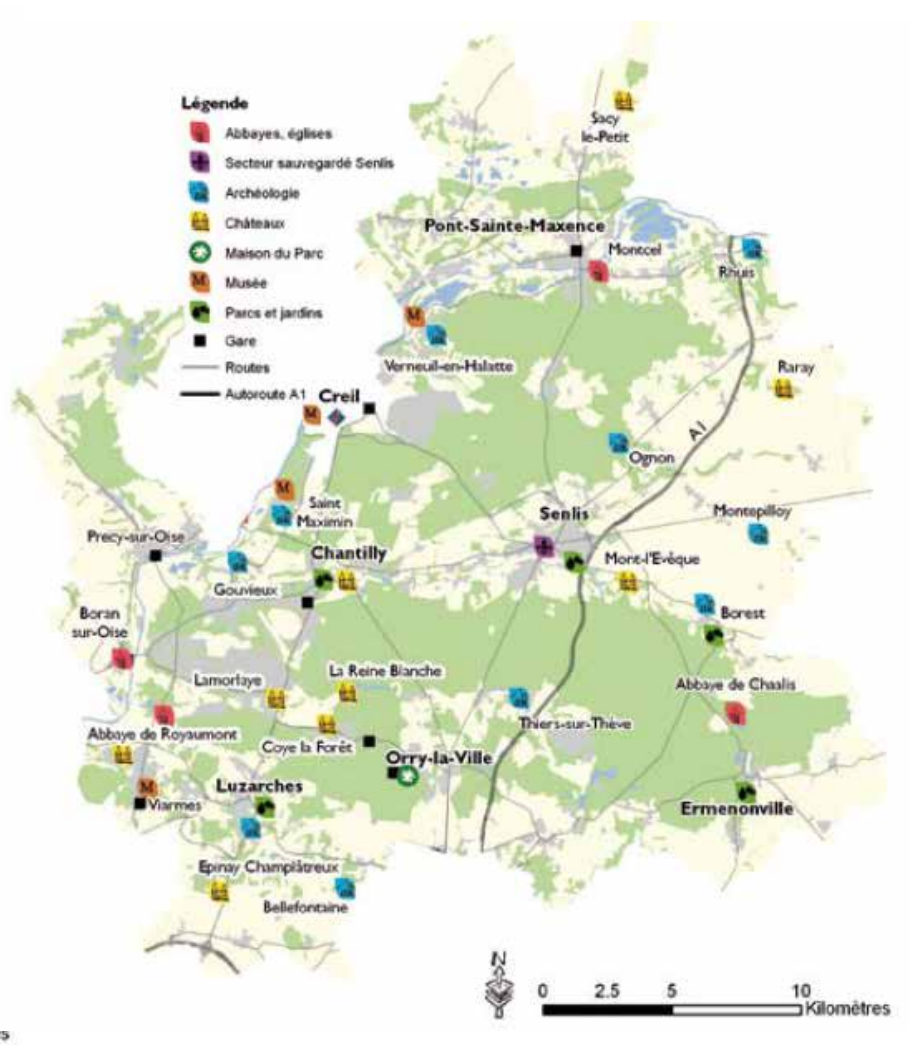 Légende
Abbayes, églises
Secteur sauvegardé Senlis
Archéologie
Châteaux
Maison du Parc
M
Musée
Parcs et jardins
Gare
Routes
Autoroute A1
Sacy
le-Petit
Pont-Sainte-Maxence
Montcel
Rhuis
M
Verneuil-en-Halatte
Raray
Creil
M
A1
Ognon
M
Saint
Maximin
Senlis
Montepilloy
Precy-sur-Oise
Chantilly
Mont-l'Evêque
Gouvieux
Boran
sur-Oise
Borest
La Reine Blanche
Lamorlaye
Abbaye de Chaalis
Thiers-sur-Thève
Abbaye de Royaumont
Coye la Forêt
Orry-la-Ville
Luzarches
M
Viarmes
Ermenonville
Epinay Champlâtreux
Bellefontaine
N
0 2.5 5 10
Kilomètres
s